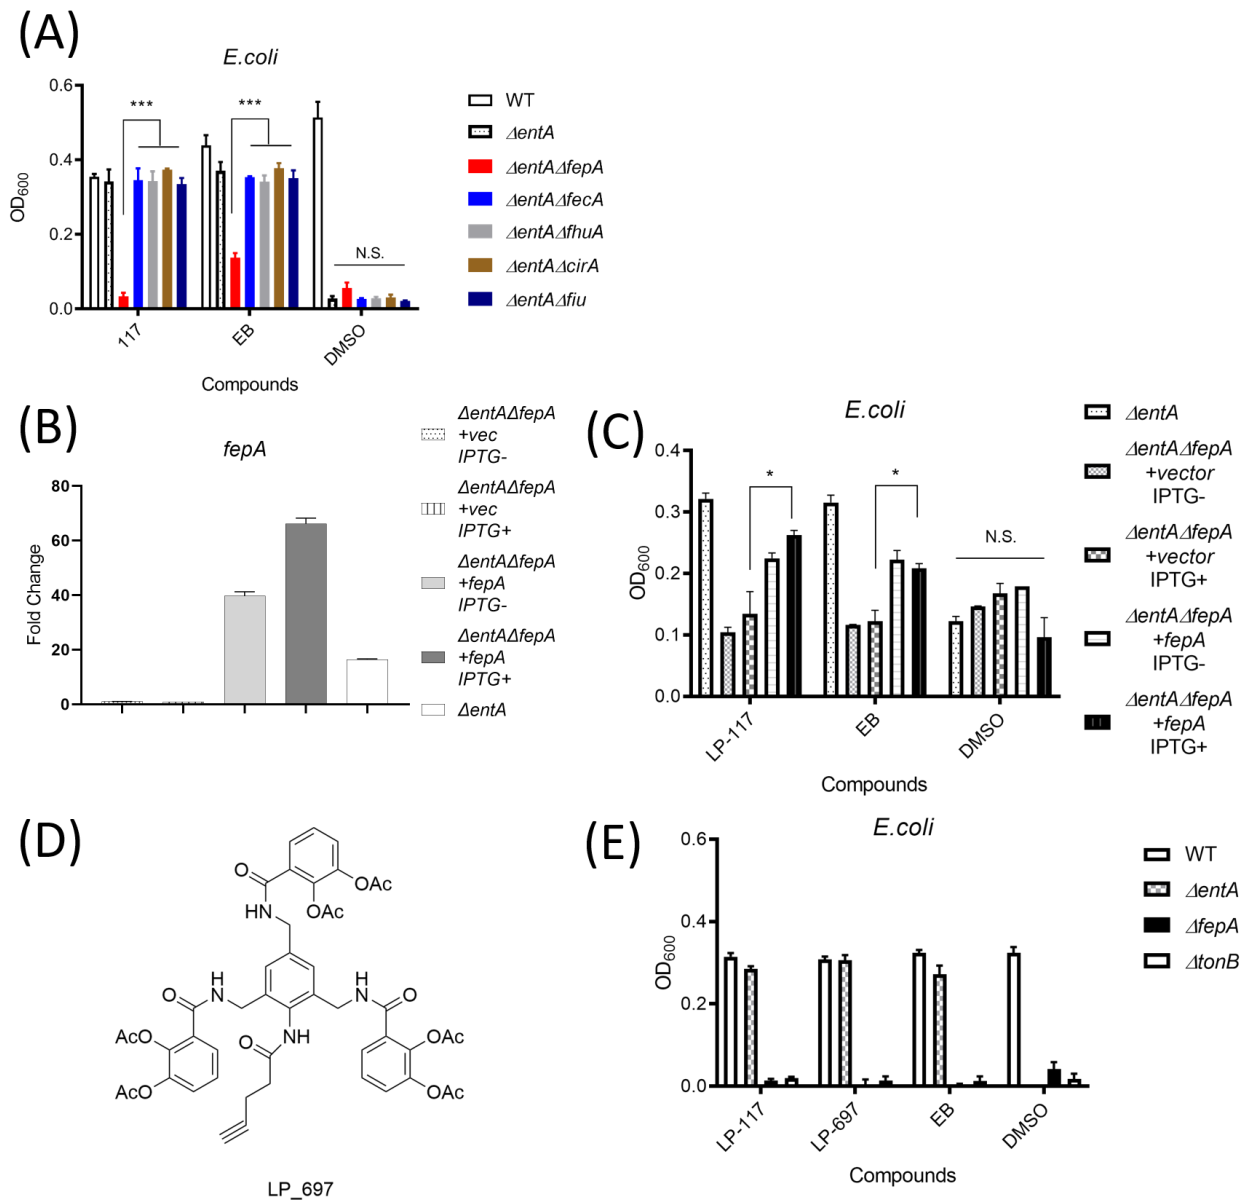 (A)
E.coli
0.6
0.4
0.2
0.0
OD600
***
***
N.S.
117
EB
DMSO
Compounds
WT
ΔentA
ΔentAΔfepA
ΔentAΔfecA
ΔentAΔfhuA
ΔentAΔcirA
ΔentAΔfiu
(B)
fepA
80
60
40
20
0
Fold Change
ΔentAΔfepA
+vec
IPTG-
ΔentAΔfepA
+vec
IPTG+
ΔentAΔfepA
+fepA
IPTG-
ΔentAΔfepA
+fepA
IPTG+
ΔentA
(C)
E.coli
0.4
0.3
0.2
0.1
0.0
OD600
*
*
N.S.
LP-117
EB
DMSO
Compounds
ΔentA
ΔentAΔfepA
+vector
IPTG-
ΔentAΔfepA
+vector
IPTG+
ΔentAΔfepA
+fepA
IPTG-
ΔentAΔfepA
+fepA
IPTG+
(D)
O
OAc
NH
OAc
O
H
N
H
N
O
AcO
O
NH
OAc
AcO
OAc
LP_697
(E)
E.coli
0.6
0.4
0.2
0.0
OD600
LP-117
LP-697
EB
DMSO
Compounds
WT
ΔentA
ΔfepA
ΔtonB